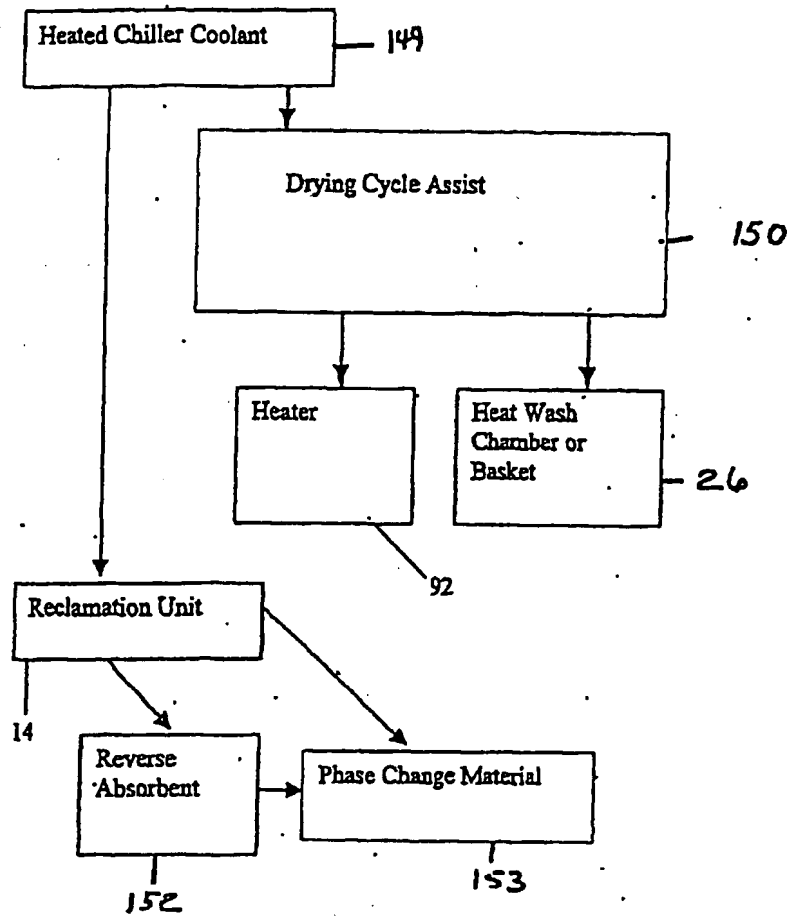 Heated Chiller Coolant
149
Drying Cycle Assist
150
Heater
Heat Wash
Chamber or
Basket
26
92
Reclamation Unit
14
Reverse
Absorbent
Phase Change Material
152
153